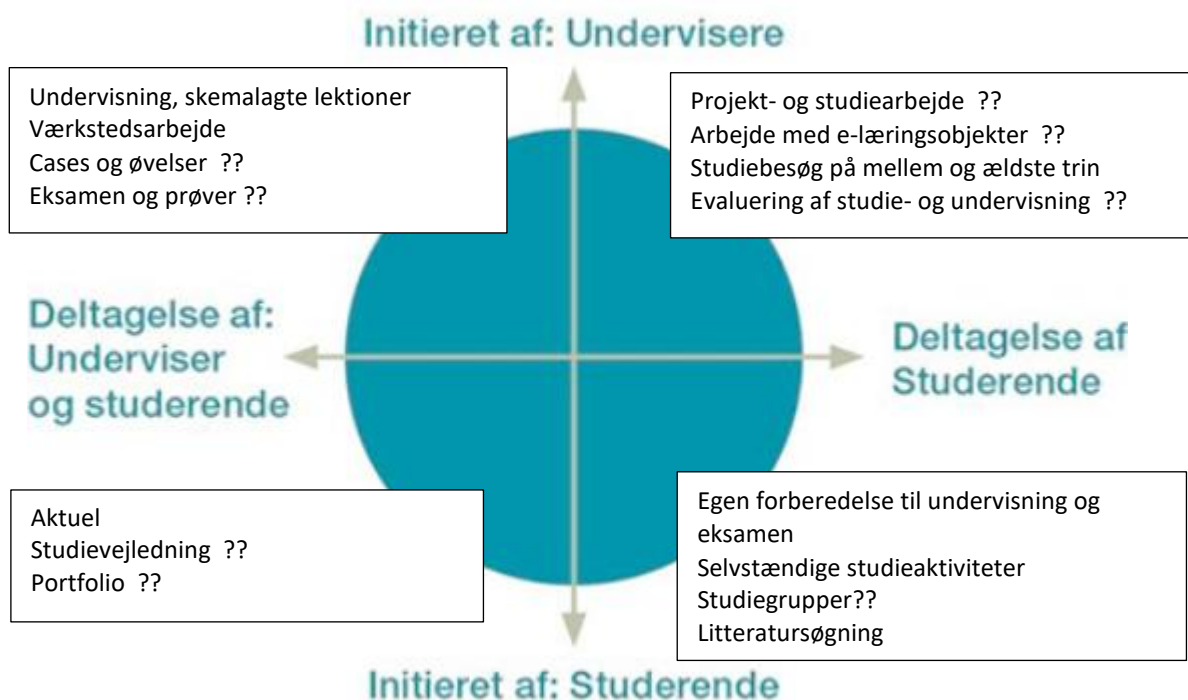 Initieret af: Undervisere
Undervisning, skemalagte lektioner
Værkstedsarbejde
Cases og øvelser ??
Eksamen og prøver ??
Projekt- og studiearbejde ??
Arbejde med e-læringsobjekter ??
Studiebesøg på mellem og ældste trin
Evaluering af studie- og undervisning ??
Deltagelse af:
Underviser
og studerende
Deltagelse af
Studerende
Aktuel
Studievejledning ??
Portfolio ??
Egen forberedelse til undervisning og
eksamen
Selvstændige studieaktiviteter
Studiegrupper??
Litteratursøgning
Initieret af: Studerende